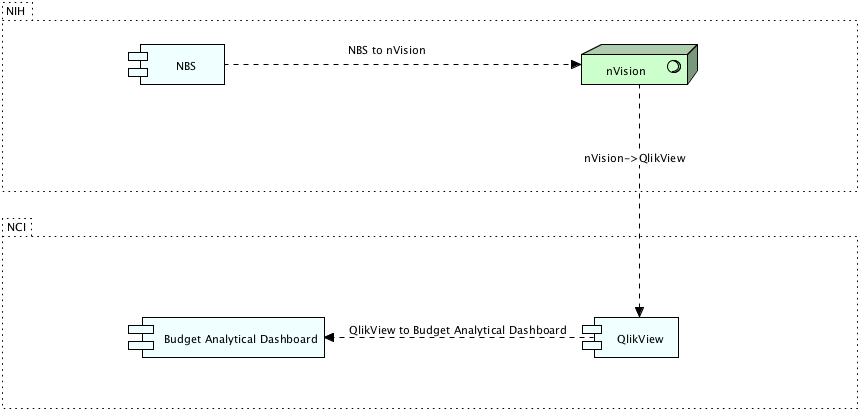 NIH
NBS
NBS to nVision
nVision
nVision->QlikView
NCI
Budget Analytical Dashboard
QlikView to Budget Analytical Dashboard
QlikView